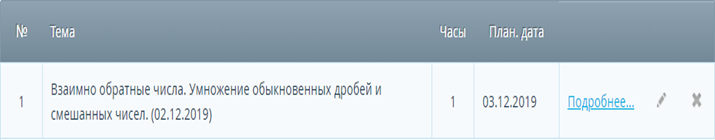 № Тема Часы План. дата
Взаимно обратные числа. Умножение обыкновенных дробей и
1 смешанных чисел. (02.12.2019) 1 03.12.2019 Подробнее...